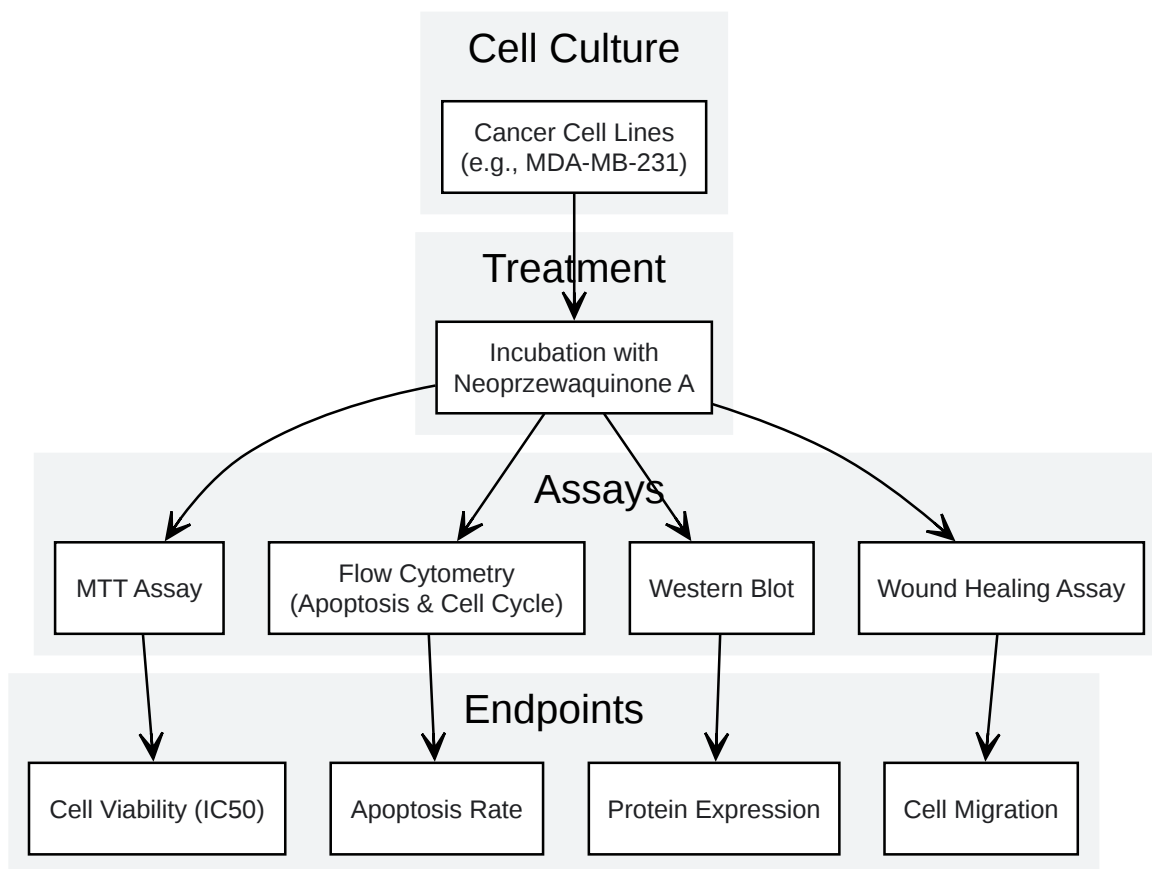 Cell Culture
Cancer Cell Lines
(e.g., MDA-MB-231)
Treatment
Incubation with
Neoprzewaquinone A
Assays
MTT Assay
Flow Cytometry
(Apoptosis & Cell Cycle)
Western Blot
Wound Healing Assay
Endpoints
Cell Viability (IC50)
Apoptosis Rate
Protein Expression
Cell Migration